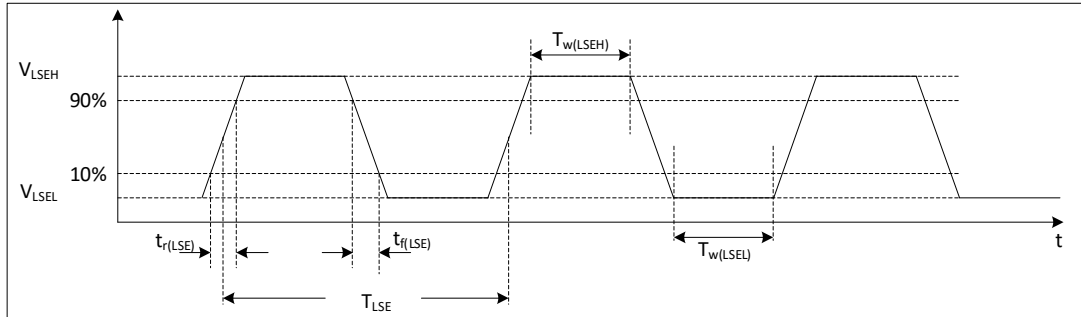 T_w(LSEH)
V_LSEH
90%
10%
V_LSEL
t_r(LSE)
t_f(LSE)
T_w(LSEL)
t
T_LSE